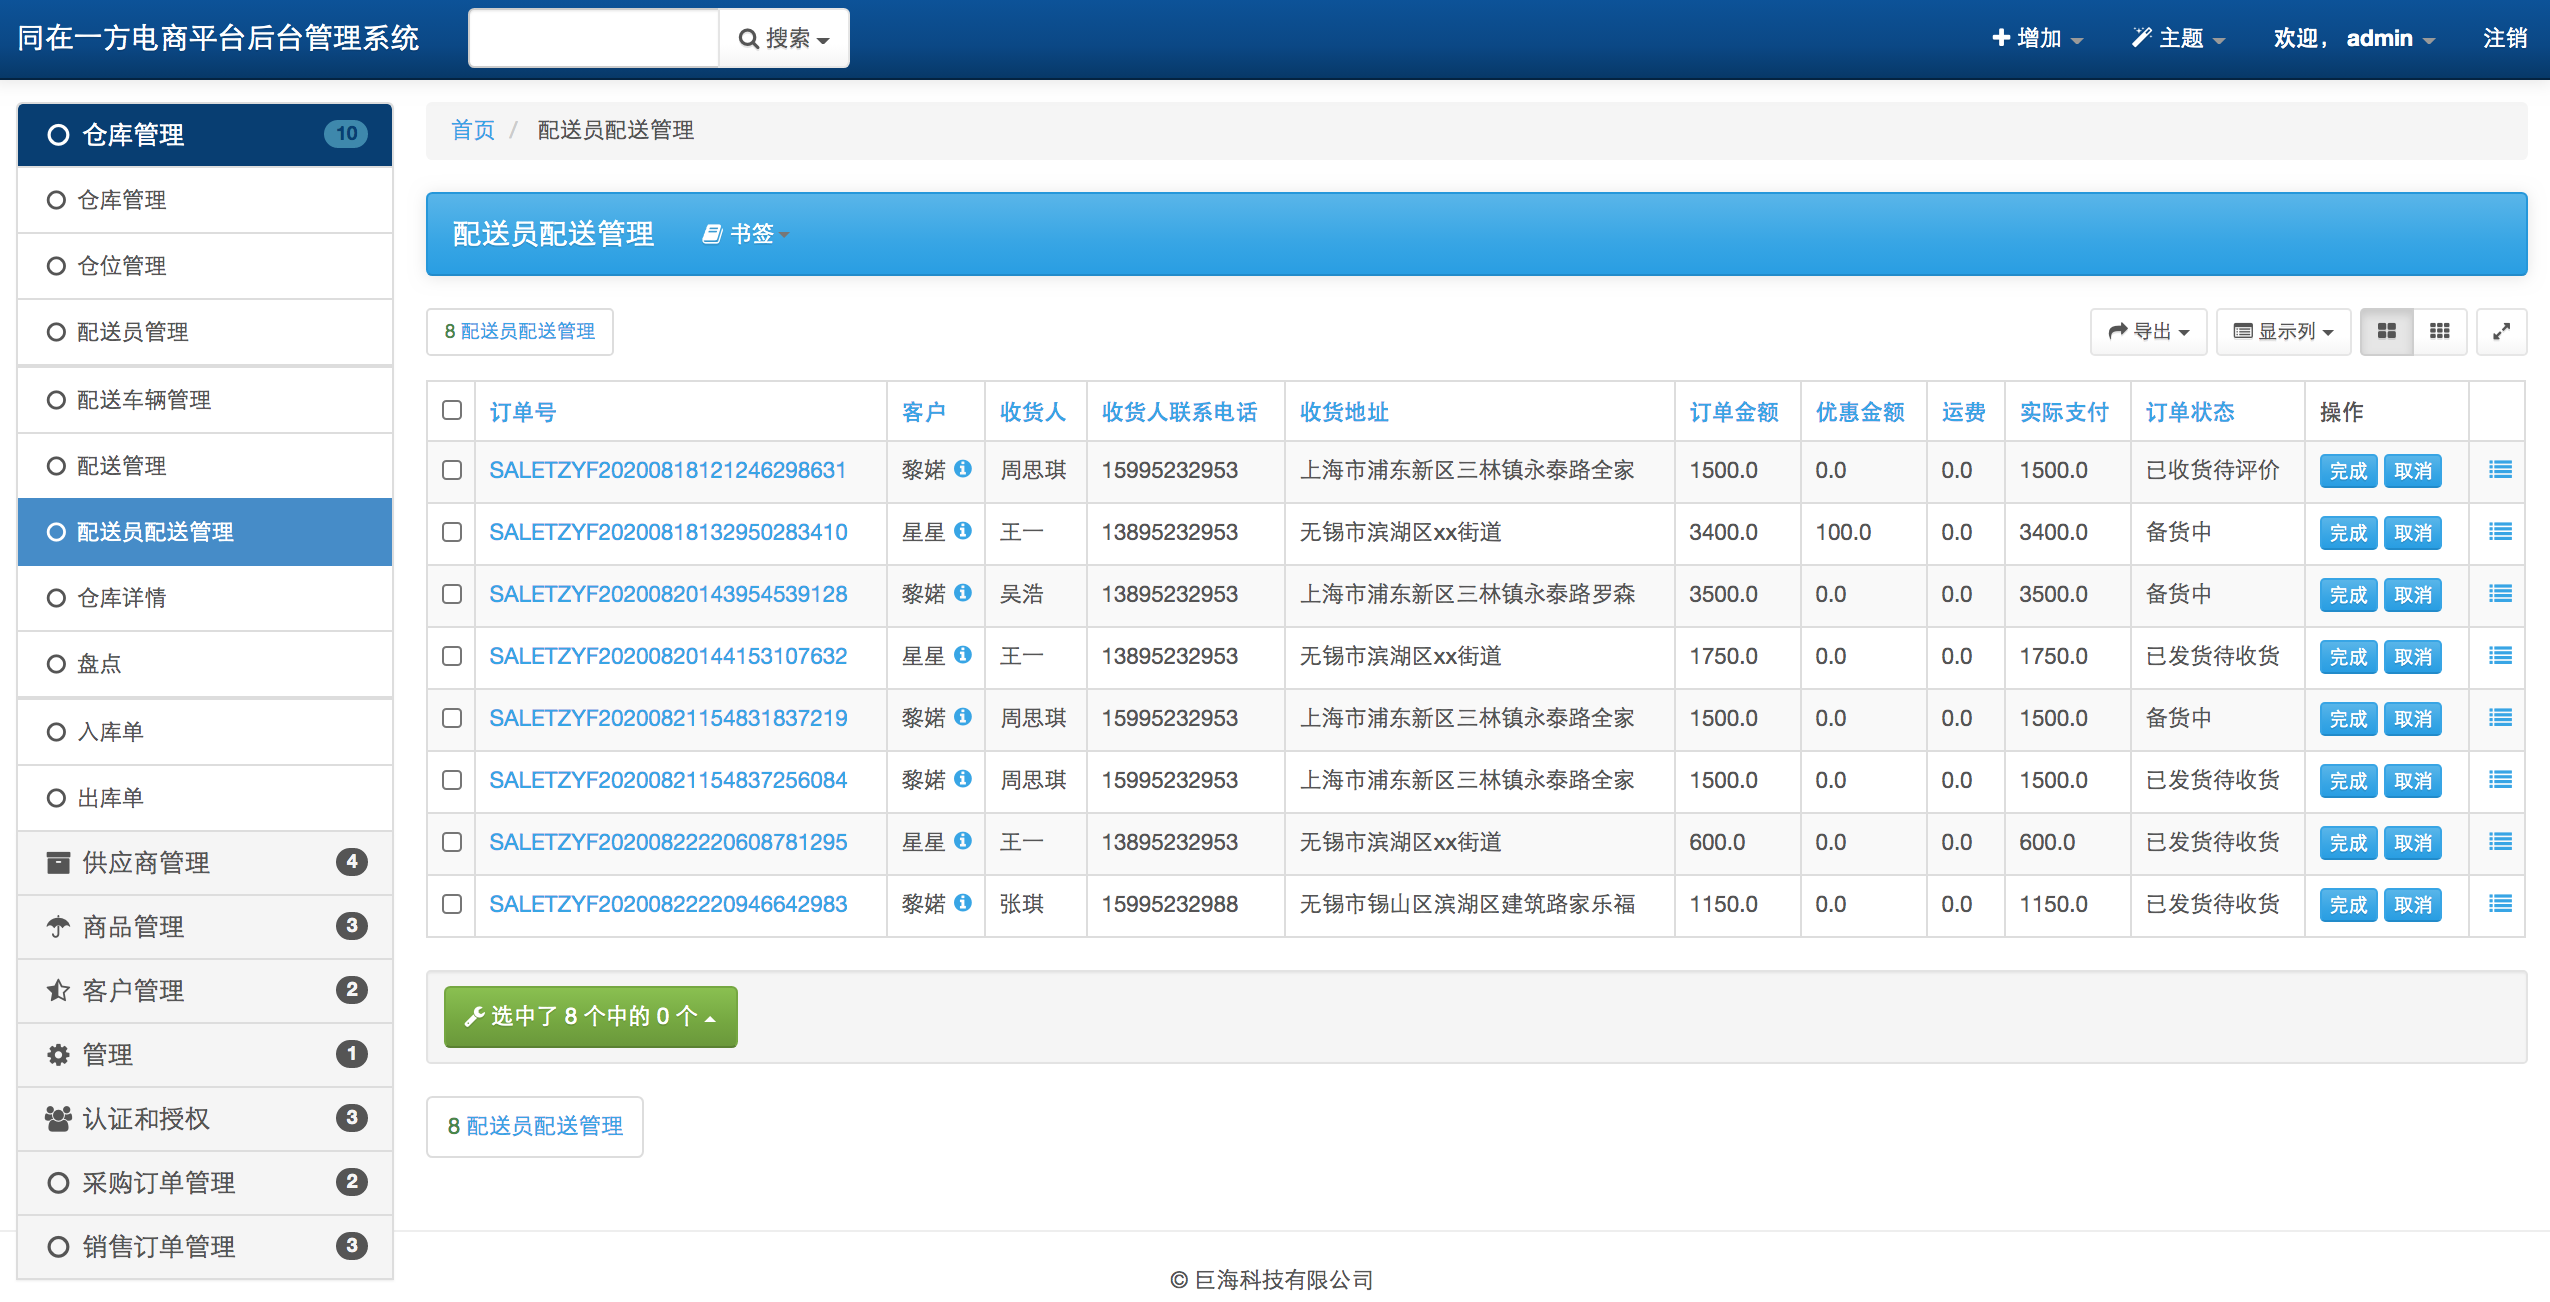 同在一方电商平台后台管理系统 搜索 增加 主题 欢迎， admin 注销
仓库管理 10
仓库管理
仓位管理
配送员管理
配送车辆管理
配送管理
配送员配送管理
仓库详情
盘点
入库单
出库单
供应商管理 4
商品管理 3
客户管理 2
管理 1
认证和授权 3
采购订单管理 2
销售订单管理 3
首页 / 配送员配送管理
配送员配送管理 书签
8 配送员配送管理 导出 显示列
订单号 客户 收货人 收货人联系电话 收货地址 订单金额 优惠金额 运费 实际支付 订单状态 操作
SALETZYF20200818121246298631 黎婼 周思琪 15995232953 上海市浦东新区三林镇永泰路全家 1500.0 0.0 0.0 1500.0 已收货待评价 完成 取消
SALETZYF20200818132950283410 星星 王一 13895232953 无锡市滨湖区xx街道 3400.0 100.0 0.0 3400.0 备货中 完成 取消
SALETZYF20200820143954539128 黎婼 吴浩 13895232953 上海市浦东新区三林镇永泰路罗森 3500.0 0.0 0.0 3500.0 备货中 完成 取消
SALETZYF20200820144153107632 星星 王一 13895232953 无锡市滨湖区xx街道 1750.0 0.0 0.0 1750.0 已发货待收货 完成 取消
SALETZYF20200821154831837219 黎婼 周思琪 15995232953 上海市浦东新区三林镇永泰路全家 1500.0 0.0 0.0 1500.0 备货中 完成 取消
SALETZYF20200821154837256084 黎婼 周思琪 15995232953 上海市浦东新区三林镇永泰路全家 1500.0 0.0 0.0 1500.0 已发货待收货 完成 取消
SALETZYF20200822220608781295 星星 王一 13895232953 无锡市滨湖区xx街道 600.0 0.0 0.0 600.0 已发货待收货 完成 取消
SALETZYF20200822220946642983 黎婼 张琪 15995232988 无锡市锡山区滨湖区建筑路家乐福 1150.0 0.0 0.0 1150.0 已发货待收货 完成 取消
选中了 8 个中的 0 个
8 配送员配送管理
© 巨海科技有限公司